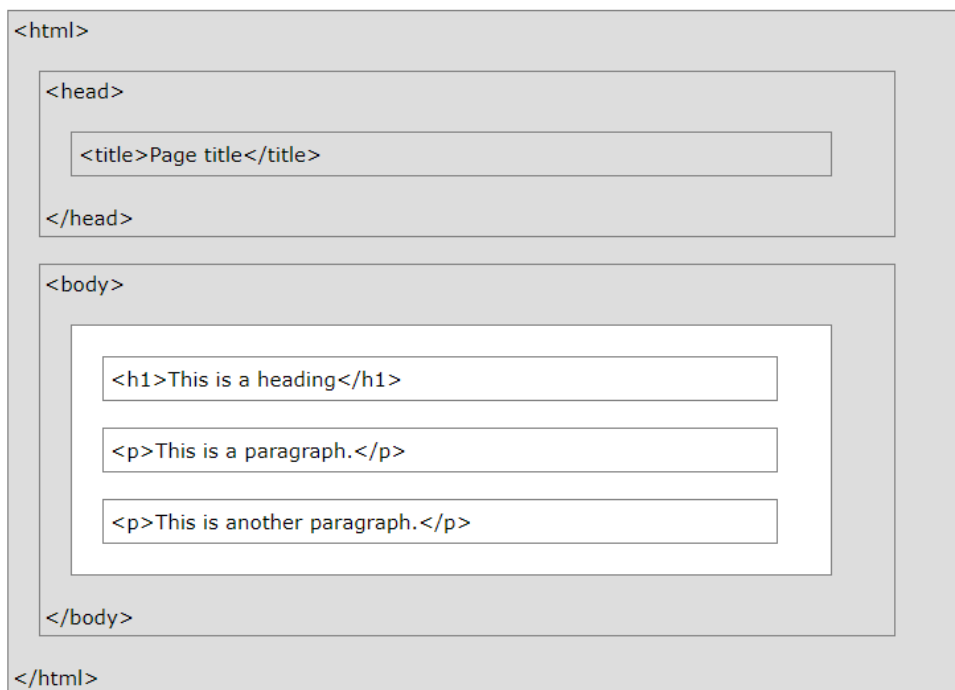 <html>
<head>
<title>Page title</title>
</head>
<body>
<h1>This is a heading</h1>
<p>This is a paragraph.</p>
<p>This is another paragraph.</p>
</body>
</html>